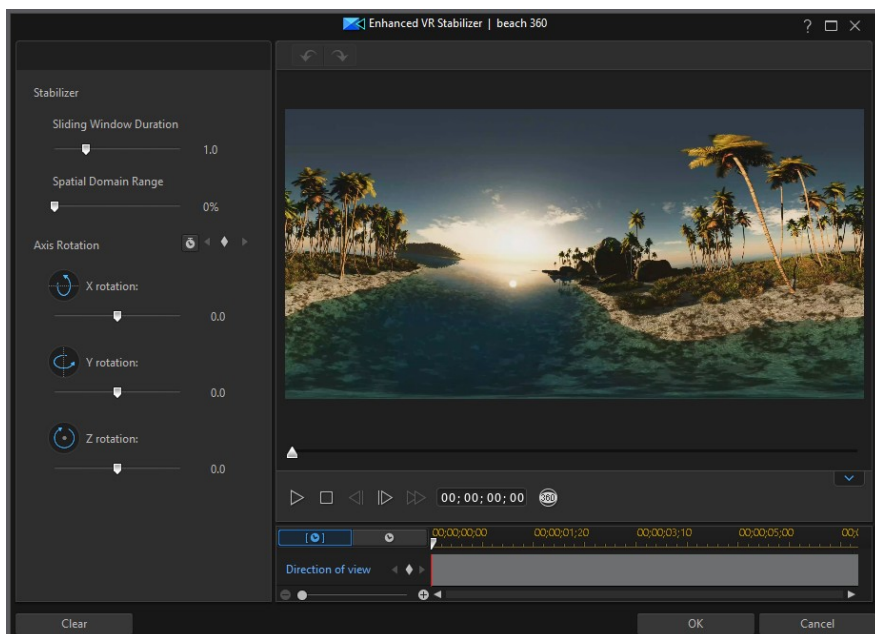 Enhanced VR Stabilizer | beach 360
?
Stabilizer
Sliding Window Duration
1.0
Spatial Domain Range
0%
Axis Rotation
X rotation:
0.0
Y rotation:
0.0
Z rotation:
0.0
00;00;00;00
360
00;00;00;00 00;00;01;20 00;00;03;10 00;00;05;00
Direction of view
Clear
OK Cancel